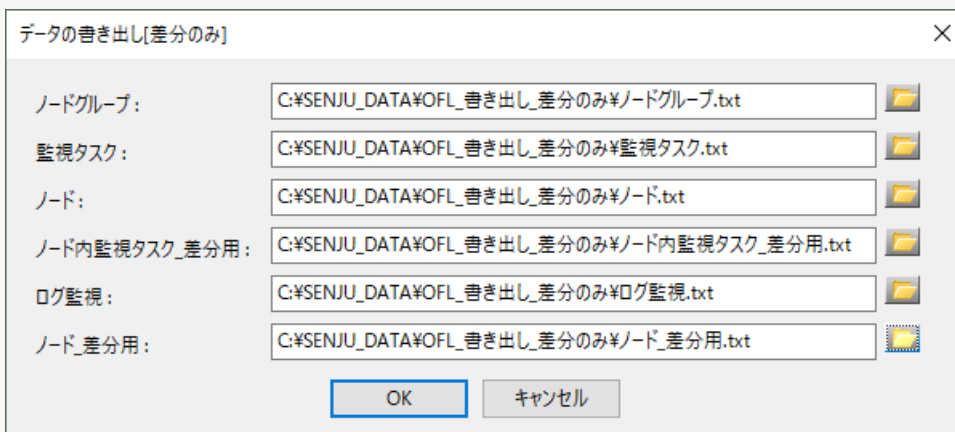 データの書き出し[差分のみ]
ノードグループ: C:¥SENJU_DATA¥OFL_書き出し_差分のみ¥ノードグループ.txt
監視タスク: C:¥SENJU_DATA¥OFL_書き出し_差分のみ¥監視タスク.txt
ノード: C:¥SENJU_DATA¥OFL_書き出し_差分のみ¥ノード.txt
ノード内監視タスク_差分用: C:¥SENJU_DATA¥OFL_書き出し_差分のみ¥ノード内監視タスク_差分用.txt
ログ監視: C:¥SENJU_DATA¥OFL_書き出し_差分のみ¥ログ監視.txt
ノード_差分用: C:¥SENJU_DATA¥OFL_書き出し_差分のみ¥ノード_差分用.txt
OK キャンセル